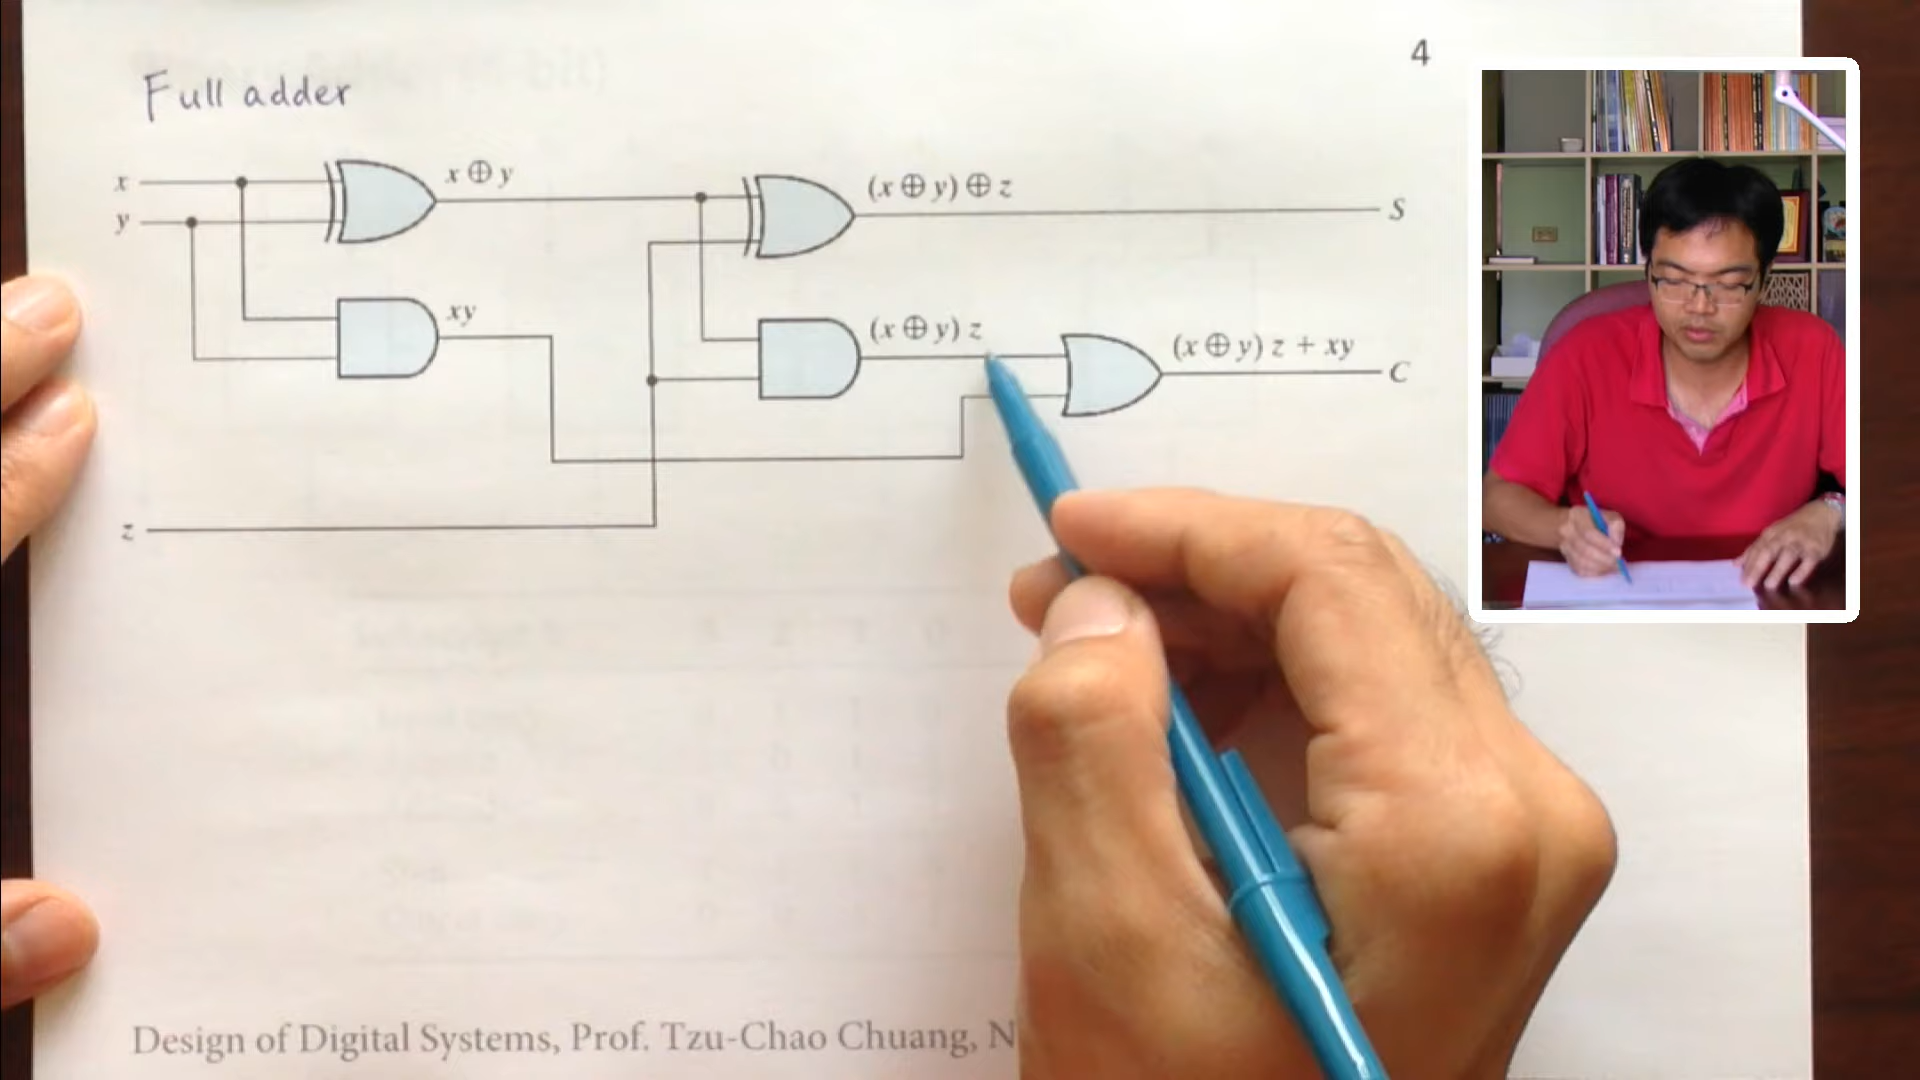 4
Full adder
x
y
x ⊕ y
(x ⊕ y) ⊕ z
S
xy
(x ⊕ y) z
(x ⊕ y) z + xy
C
z
Design of Digital Systems, Prof. Tzu-Chao Chuang, N